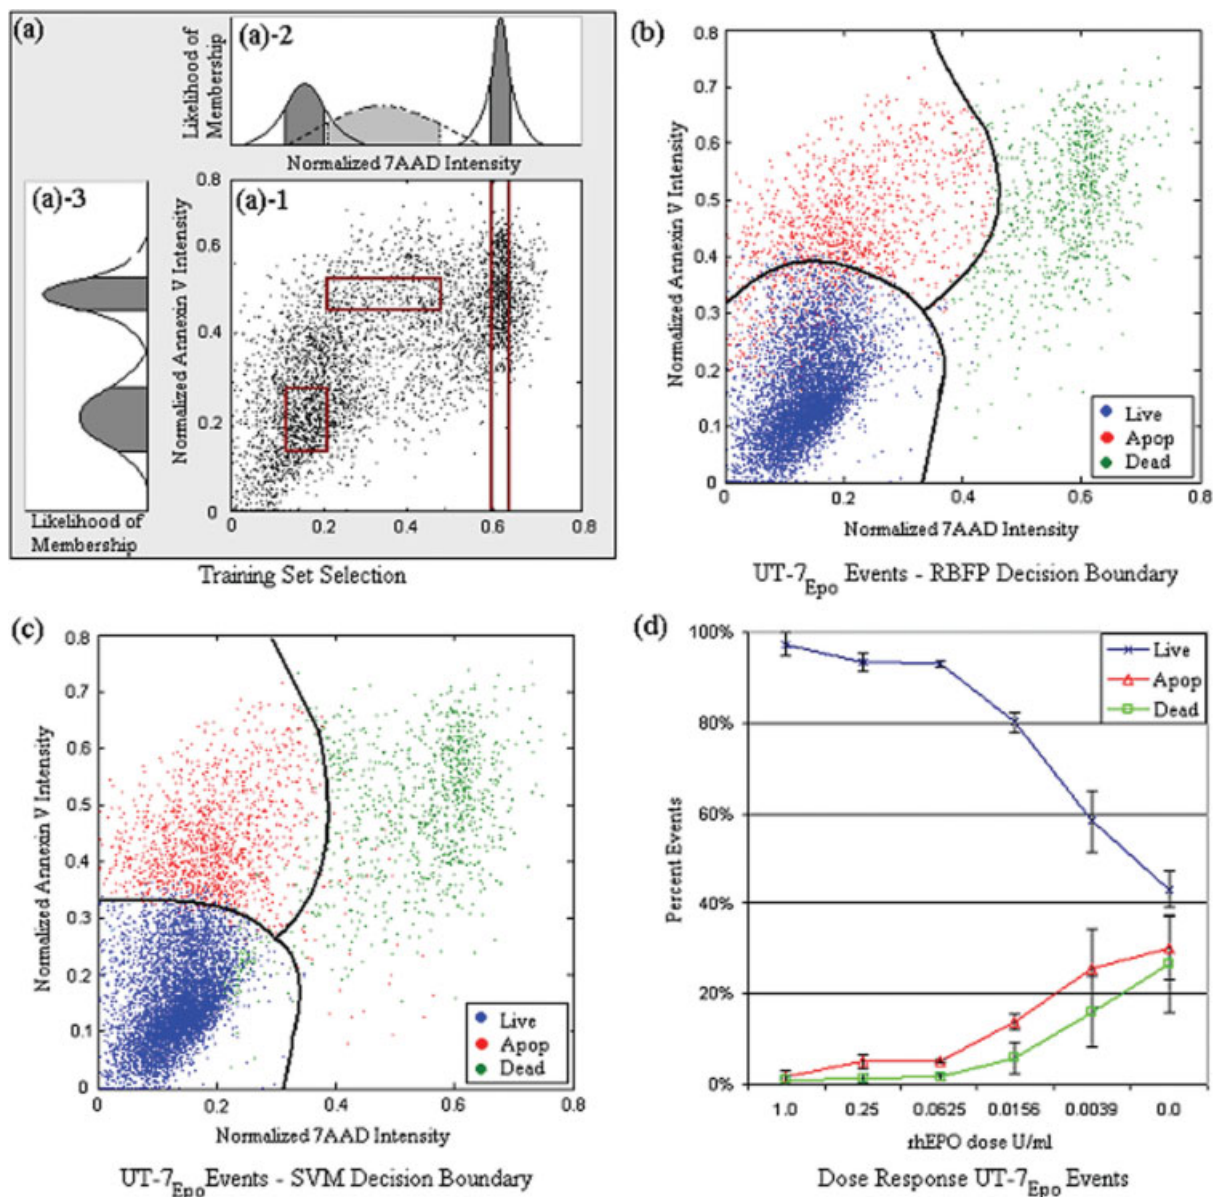 (a)
(a)-2
Likelihood of
Membership
Normalized 7AAD Intensity
(a)-3
Likelihood of
Membership
(a)-1
Normalized Annexin V Intensity
0.8
0.6
0.4
0.2
0
0 0.2 0.4 0.6 0.8
Training Set Selection
(b)
Normalized Annexin V Intensity
0.8
0.7
0.6
0.5
0.4
0.3
0.2
0.1
0
0 0.2 0.4 0.6 0.8
Live
Apop
Dead
Normalized 7AAD Intensity
UT-7Epo Events - RBFP Decision Boundary
(c)
Normalized Annexin V Intensity
0.8
0.7
0.6
0.5
0.4
0.3
0.2
0.1
0
0 0.2 0.4 0.6 0.8
Live
Apop
Dead
Normalized 7AAD Intensity
UT-7Epo Events - SVM Decision Boundary
(d)
Percent Events
100%
80%
60%
40%
20%
0%
Live
Apop
Dead
1.0 0.25 0.0625 0.0156 0.0039 0.0
rhEPO dose U/ml
Dose Response UT-7Epo Events